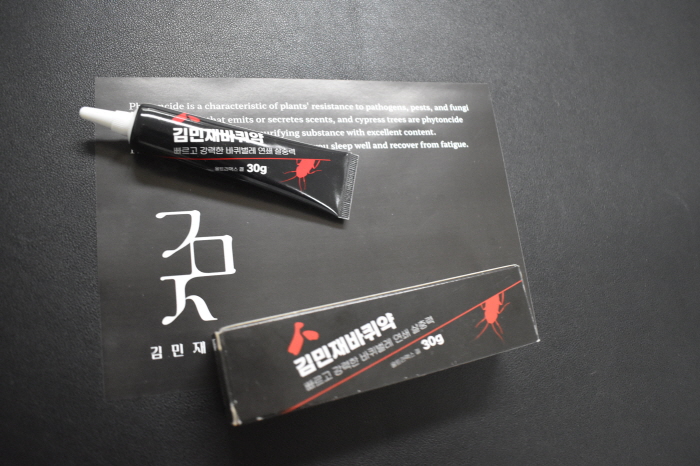 Phytoncide is a characteristic of plants' resistance to pathogens, pests, and fungi
that emits or secretes scents, and cypress trees are phytoncide
purifying substance with excellent content.
you sleep well and recover from fatigue.
김민재바퀴약
빠르고 강력한 바퀴벌레 연쇄 살충력
30g
김 민 재
김민재바퀴약
빠르고 강력한 바퀴벌레 연쇄 살충력
30g